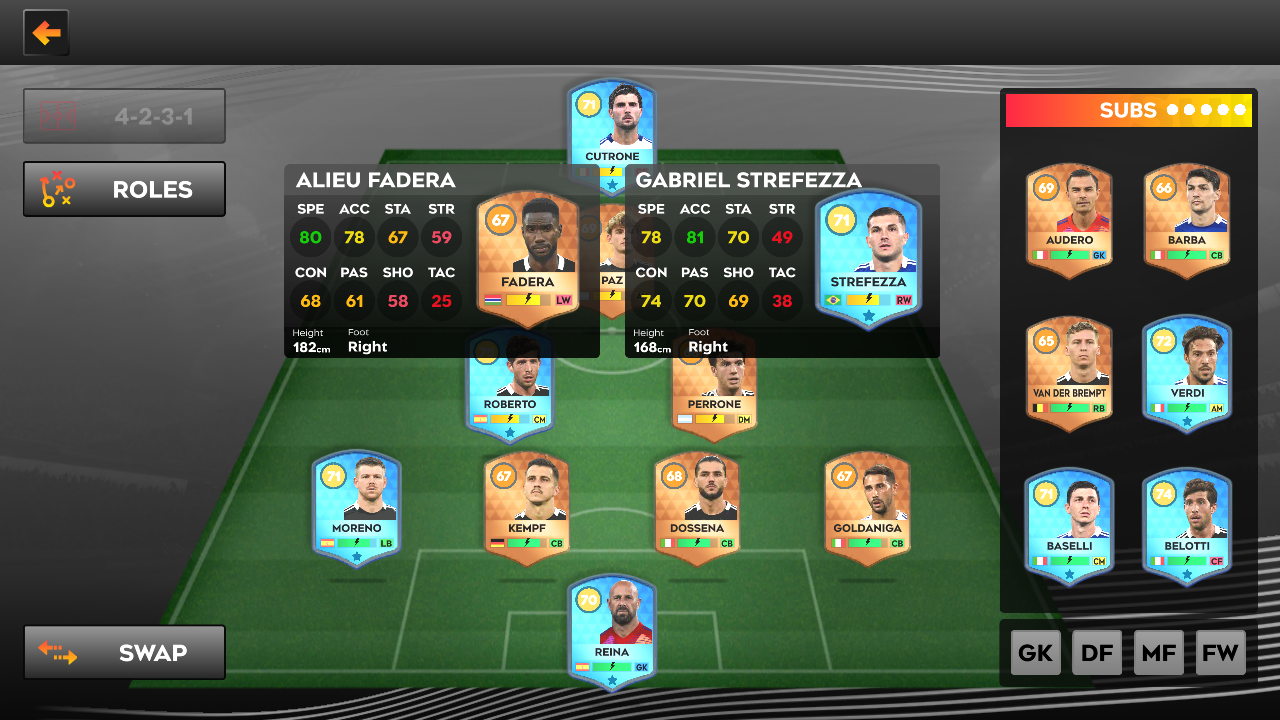 4-2-3-1
ROLES
SWAP
71
CUTRONE
ALIEU FADERA
SPE ACC STA STR
80 78 67 59
CON PAS SHO TAC
68 61 58 25
Height Foot
182cm Right
67
FADERA
LW
PAZ
GABRIEL STREFEZZA
SPE ACC STA STR
78 81 70 49
CON PAS SHO TAC
74 70 69 38
Height Foot
168cm Right
71
STREFEZZA
RW
ROBERTO
CM
PERRONE
DM
71
MORENO
LB
67
KEMPF
CB
68
DOSSENA
CB
67
GOLDANIGA
CB
70
REINA
GK
SUBS
69
AUDERO
GK
66
BARBA
CB
65
VAN DER BREMPT
RB
72
VERDI
AM
71
BASELLI
CM
74
BELOTTI
CF
GK DF MF FW